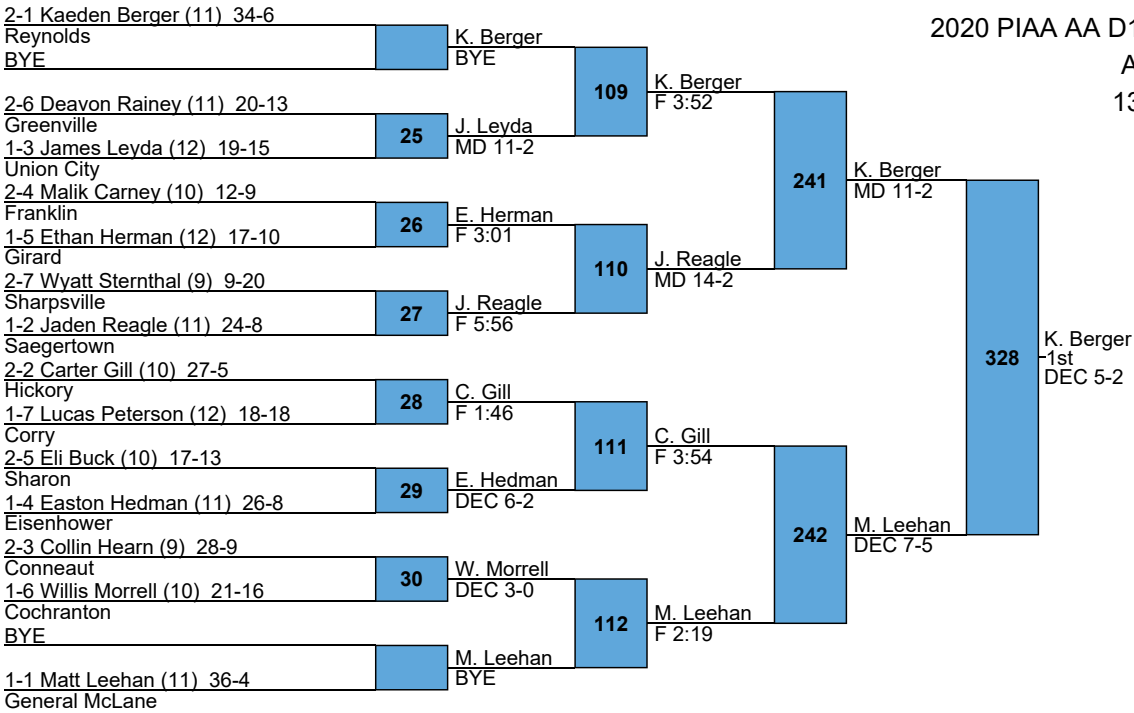 2-1 Kaeden Berger (11) 34-6
Reynolds
BYE
2-6 Deavon Rainey (11) 20-13
Greenville
1-3 James Leyda (12) 19-15
Union City
2-4 Malik Carney (10) 12-9
Franklin
1-5 Ethan Herman (12) 17-10
Girard
2-7 Wyatt Sternthal (9) 9-20
Sharpsville
1-2 Jaden Reagle (11) 24-8
Saegertown
2-2 Carter Gill (10) 27-5
Hickory
1-7 Lucas Peterson (12) 18-18
Corry
2-5 Eli Buck (10) 17-13
Sharon
1-4 Easton Hedman (11) 26-8
Eisenhower
2-3 Collin Hearn (9) 28-9
Conneaut
1-6 Willis Morrell (10) 21-16
Cochranton
BYE
1-1 Matt Leehan (11) 36-4
General McLane
25
26
27
28
29
30
K. Berger
BYE
J. Leyda
MD 11-2
E. Herman
F 3:01
J. Reagle
F 5:56
C. Gill
F 1:46
E. Hedman
DEC 6-2
W. Morrell
DEC 3-0
M. Leehan
BYE
109
110
111
112
K. Berger
F 3:52
J. Reagle
MD 14-2
C. Gill
F 3:54
M. Leehan
F 2:19
241
242
K. Berger
MD 11-2
M. Leehan
DEC 7-5
328
K. Berger
1st
DEC 5-2
2020 PIAA AA D1
A
13